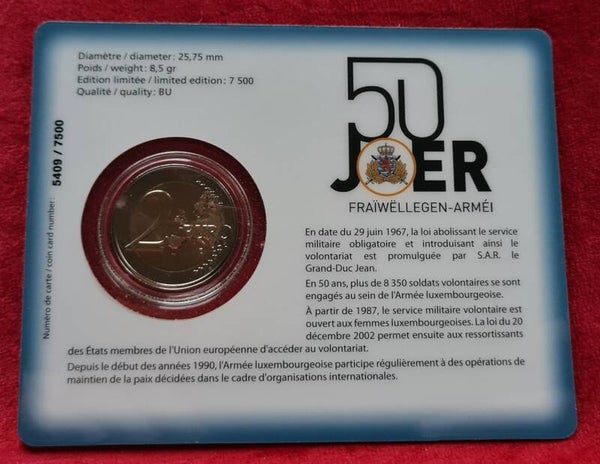 Diamètre / diameter: 25,75 mm
Poids / weight: 8,5 gr
Edition limitée / limited edition: 7 500
Qualité / quality: BU
Numéro de carte / coin card number: 5409 / 7500
2 EURO
50
JOER
FRAÏWËLLEGEN-ARMÉI
En date du 29 juin 1967, la loi abolissant le service
militaire obligatoire et introduisant ainsi le
volontariat est promulguée par S.A.R. le
Grand-Duc Jean.
En 50 ans, plus de 8 350 soldats volontaires se sont
engagés au sein de l'Armée luxembourgeoise.
À partir de 1987, le service militaire volontaire est
ouvert aux femmes luxembourgeoises. La loi du 20
décembre 2002 permet ensuite aux ressortissants
des États membres de l'Union européenne d'accéder au volontariat.
Depuis le début des années 1990, l'Armée luxembourgeoise participe régulièrement à des opérations de
maintien de la paix décidées dans le cadre d'organisations internationales.